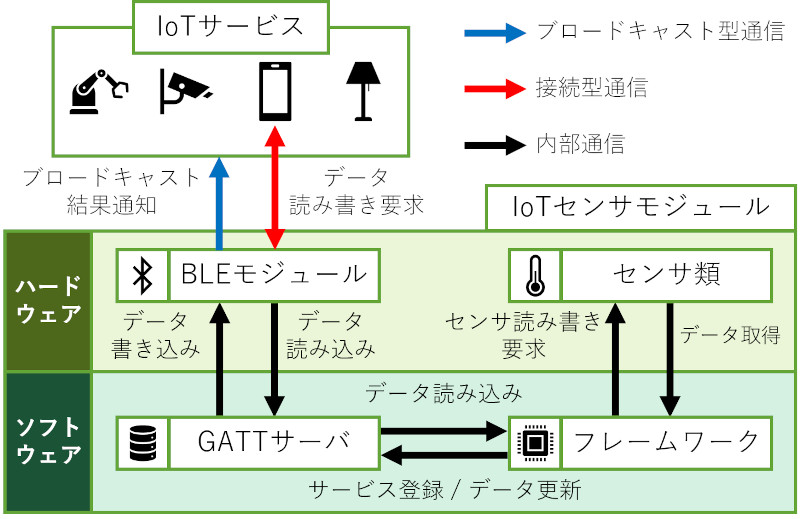 IoTサービス
ブロードキャスト型通信
接続型通信
内部通信
ブロードキャスト
結果通知
データ
読み書き要求
IoTセンサモジュール
ハード
ウェア
BLEモジュール
センサ類
データ
書き込み
データ
読み込み
センサ読み書き
要求
データ取得
ソフト
ウェア
データ読み込み
GATTサーバ
フレームワーク
サービス登録 / データ更新